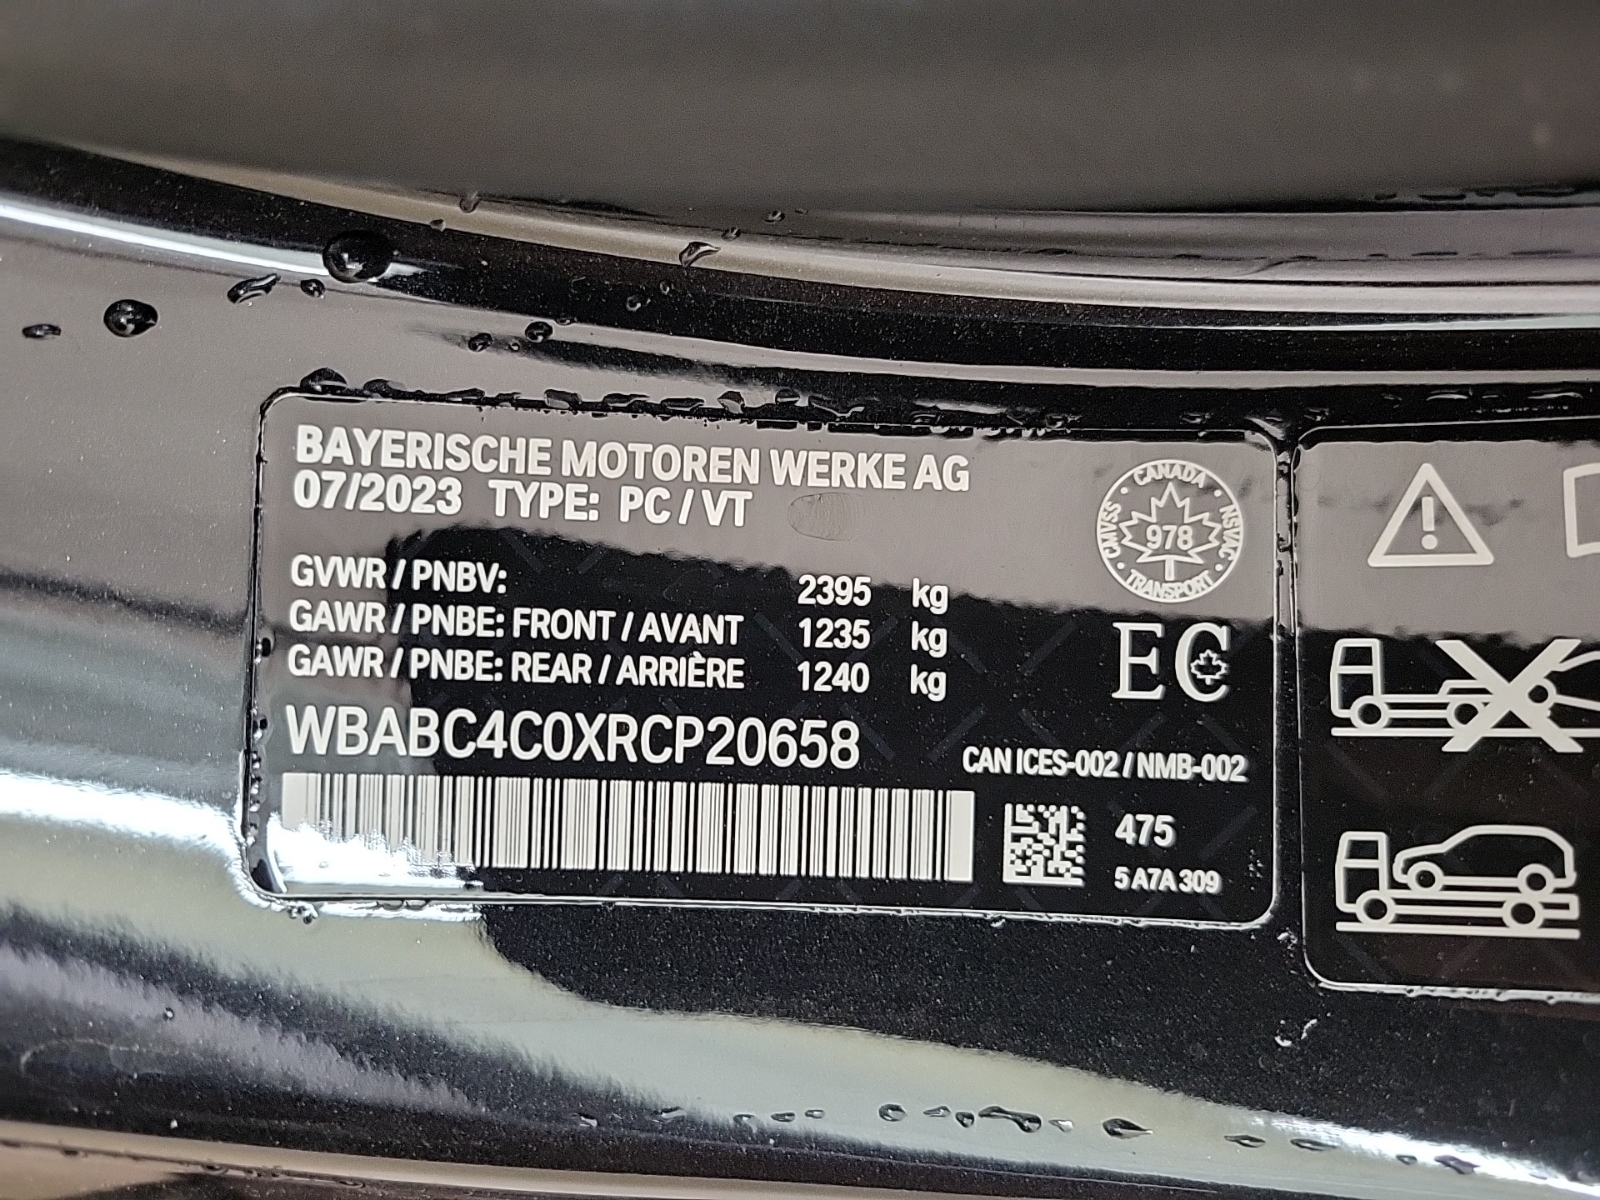 BAYERISCHE MOTOREN WERKE AG
07/2023 TYPE: PC / VT
GVWR / PNBV: 2395 kg
GAWR / PNBE: FRONT / AVANT 1235 kg
GAWR / PNBE: REAR / ARRIÈRE 1240 kg
WBABC4C0XRCP20658
CANADA
CMVSS
978
NSVAC
TRANSPORT
EC
CAN ICES-002 / NMB-002
475
5 A7A 309